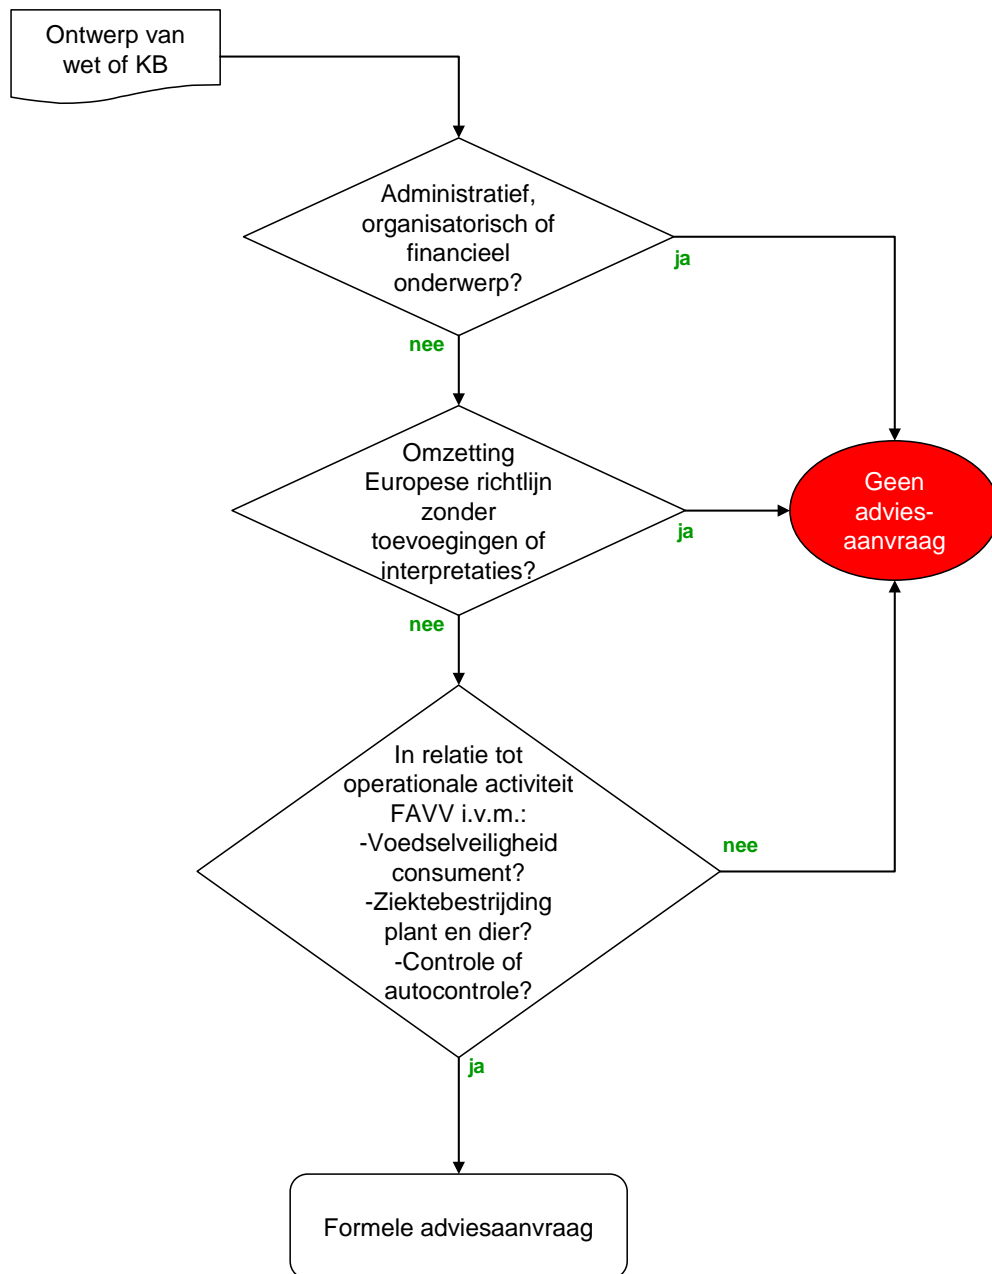 Ontwerp van
wet of KB
Administratief,
organisatorisch of
financieel
onderwerp?
ja
nee
Omzetting
Europese richtlijn
zonder
toevoegingen of
interpretaties?
ja
Geen
advies-
aanvraag
nee
In relatie tot
operationale activiteit
FAVV i.v.m.:
-Voedselveiligheid
consument?
-Ziektebestrijding
plant en dier?
-Controle of
autocontrole?
nee
ja
Formele adviesaanvraag